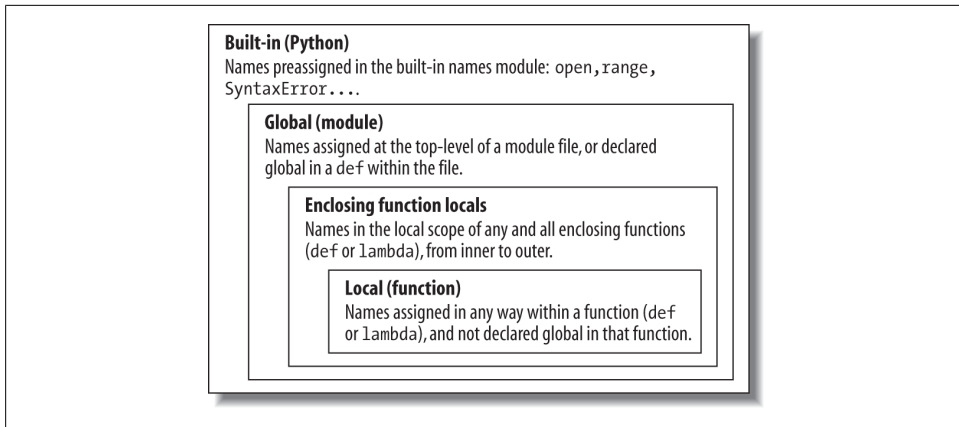 Built-in (Python)
Names preassigned in the built-in names module: open,range,
SyntaxError....
Global (module)
Names assigned at the top-level of a module file, or declared
global in a def within the file.
Enclosing function locals
Names in the local scope of any and all enclosing functions
(def or lambda), from inner to outer.
Local (function)
Names assigned in any way within a function (def
or lambda), and not declared global in that function.